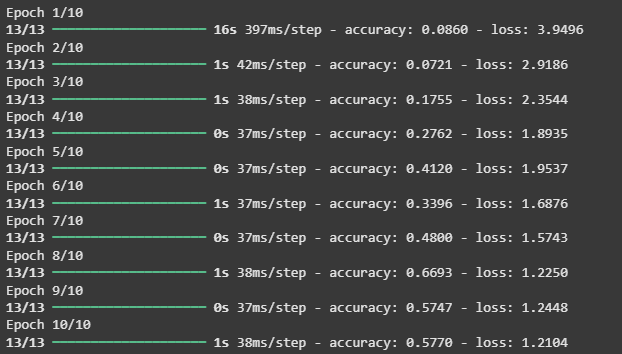 Epoch 1/10
13/13 ━━━━━━━━━━━━━━━━━━━━ 16s 397ms/step - accuracy: 0.0860 - loss: 3.9496
Epoch 2/10
13/13 ━━━━━━━━━━━━━━━━━━━━ 1s 42ms/step - accuracy: 0.0721 - loss: 2.9186
Epoch 3/10
13/13 ━━━━━━━━━━━━━━━━━━━━ 1s 38ms/step - accuracy: 0.1755 - loss: 2.3544
Epoch 4/10
13/13 ━━━━━━━━━━━━━━━━━━━━ 0s 37ms/step - accuracy: 0.2762 - loss: 1.8935
Epoch 5/10
13/13 ━━━━━━━━━━━━━━━━━━━━ 0s 37ms/step - accuracy: 0.4120 - loss: 1.9537
Epoch 6/10
13/13 ━━━━━━━━━━━━━━━━━━━━ 1s 37ms/step - accuracy: 0.3396 - loss: 1.6876
Epoch 7/10
13/13 ━━━━━━━━━━━━━━━━━━━━ 0s 37ms/step - accuracy: 0.4800 - loss: 1.5743
Epoch 8/10
13/13 ━━━━━━━━━━━━━━━━━━━━ 1s 38ms/step - accuracy: 0.6693 - loss: 1.2250
Epoch 9/10
13/13 ━━━━━━━━━━━━━━━━━━━━ 0s 37ms/step - accuracy: 0.5747 - loss: 1.2448
Epoch 10/10
13/13 ━━━━━━━━━━━━━━━━━━━━ 1s 38ms/step - accuracy: 0.5770 - loss: 1.2104